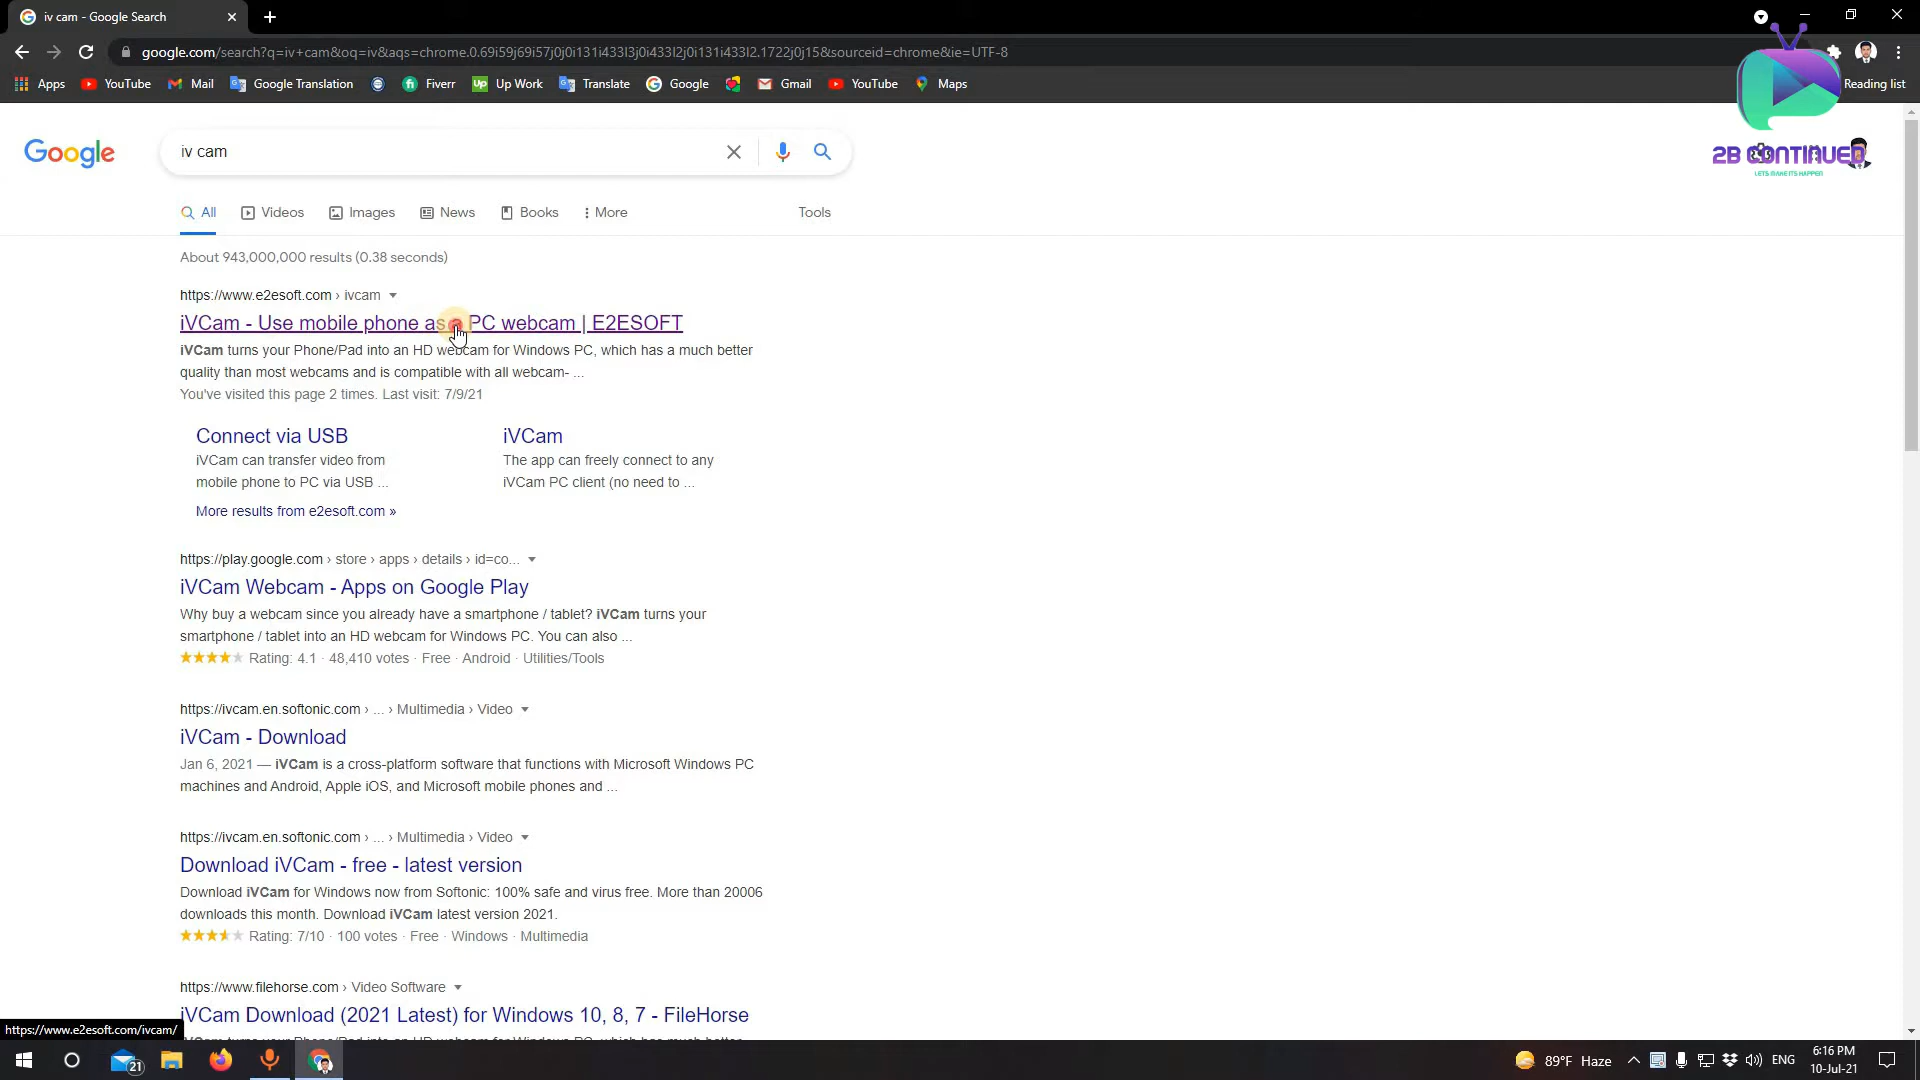 iv cam - Google Search
google.com/search?q=iv+cam&oq=iv&aqs=chrome.0.69i59j69i57j0j0i131i433l3j0i433l2j0i131i433l2.1722j0j15&sourceid=chrome&ie=UTF-8
Apps YouTube Mail Google Translation Fiverr Up Work Translate Google Gmail YouTube Maps Reading list
Google
iv cam
2B CONTINUED
LETS MAKE ITS HAPPEN
All Videos Images News Books More Tools
About 943,000,000 results (0.38 seconds)
https://www.e2esoft.com › ivcam
iVCam - Use mobile phone as PC webcam | E2ESOFT
iVCam turns your Phone/Pad into an HD webcam for Windows PC, which has a much better
quality than most webcams and is compatible with all webcam- ...
You've visited this page 2 times. Last visit: 7/9/21
Connect via USB
iVCam can transfer video from
mobile phone to PC via USB ...
iVCam
The app can freely connect to any
iVCam PC client (no need to ...
More results from e2esoft.com »
https://play.google.com › store › apps › details › id=co...
iVCam Webcam - Apps on Google Play
Why buy a webcam since you already have a smartphone / tablet? iVCam turns your
smartphone / tablet into an HD webcam for Windows PC. You can also ...
Rating: 4.1 · 48,410 votes · Free · Android · Utilities/Tools
https://ivcam.en.softonic.com › ... › Multimedia › Video
iVCam - Download
Jan 6, 2021 — iVCam is a cross-platform software that functions with Microsoft Windows PC
machines and Android, Apple iOS, and Microsoft mobile phones and ...
https://ivcam.en.softonic.com › ... › Multimedia › Video
Download iVCam - free - latest version
Download iVCam for Windows now from Softonic: 100% safe and virus free. More than 20006
downloads this month. Download iVCam latest version 2021.
Rating: 7/10 · 100 votes · Free · Windows · Multimedia
https://www.filehorse.com › Video Software
iVCam Download (2021 Latest) for Windows 10, 8, 7 - FileHorse
https://www.e2esoft.com/ivcam/
21
89°F Haze
ENG
6:16 PM
10-Jul-21